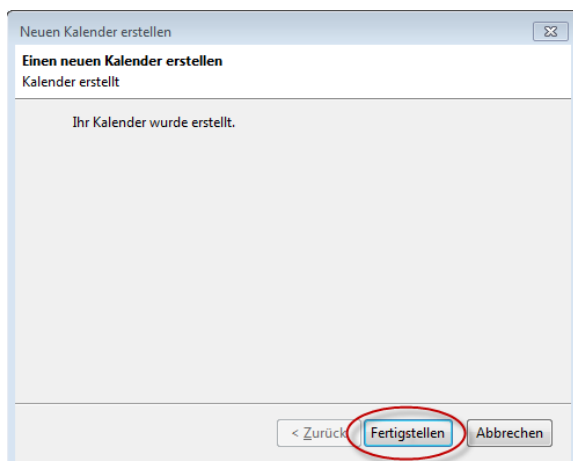 Neuen Kalender erstellen
Einen neuen Kalender erstellen
Kalender erstellt
Ihr Kalender wurde erstellt.
< Zurück Fertigstellen Abbrechen